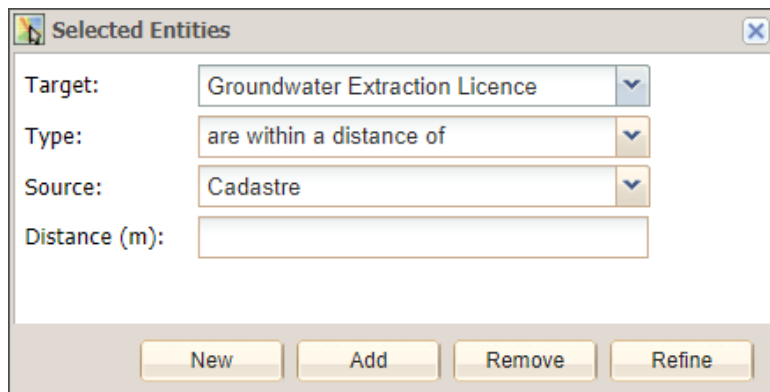 Selected Entities
Target: Groundwater Extraction Licence
Type: are within a distance of
Source: Cadastre
Distance (m):
New Add Remove Refine